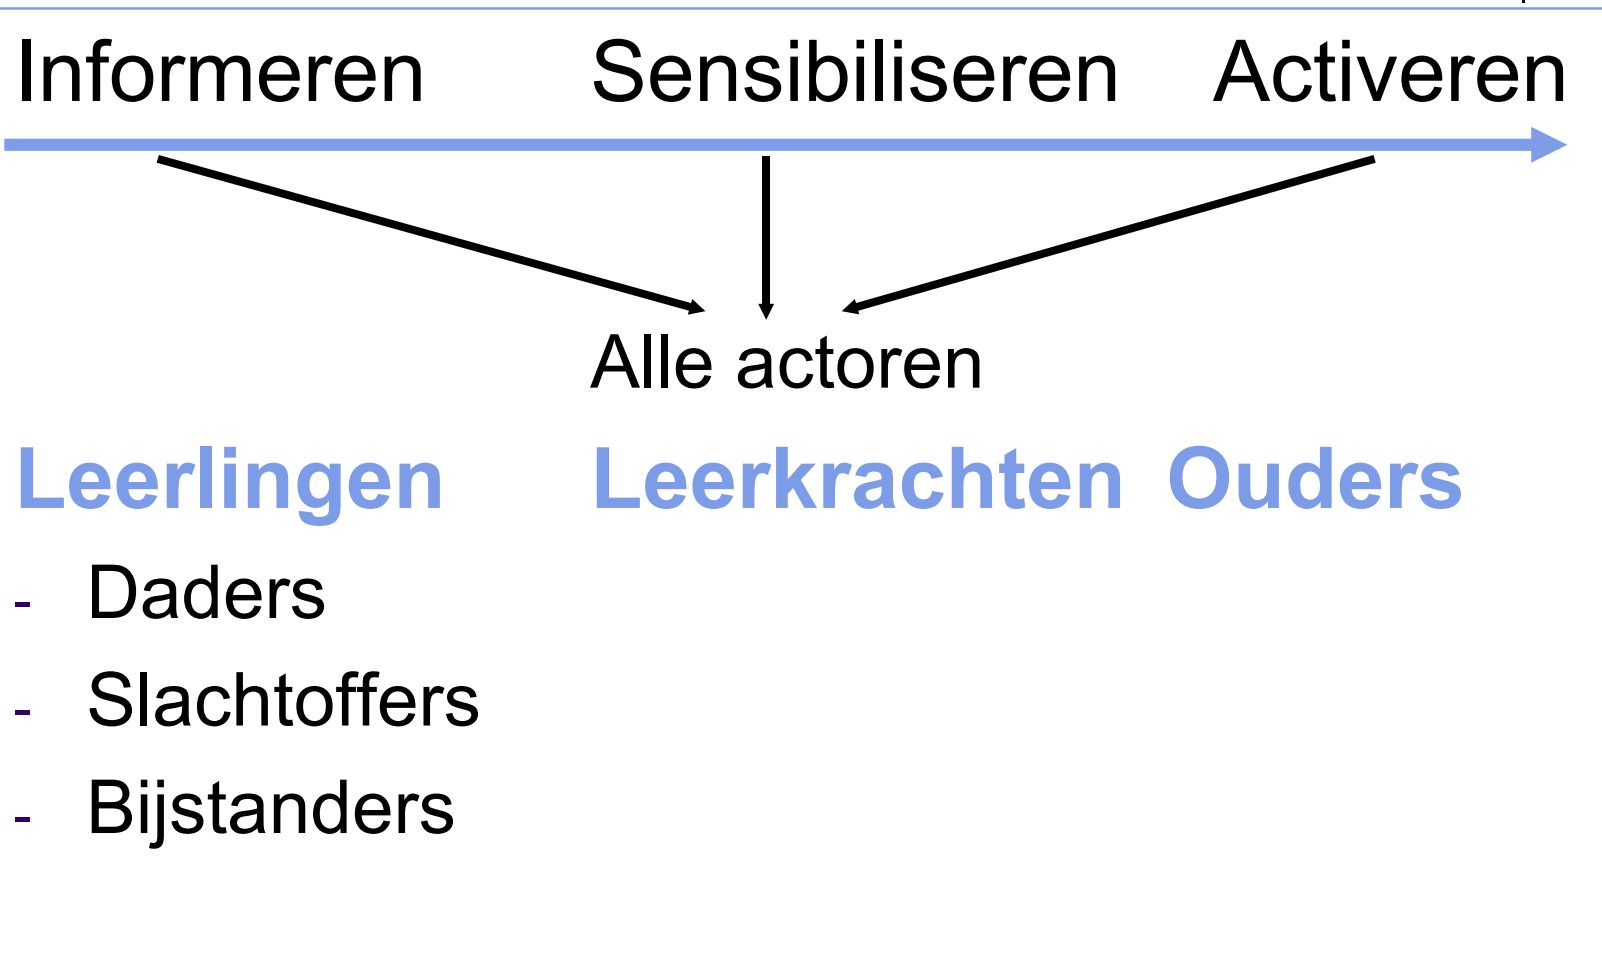 Informeren Sensibiliseren Activeren
Alle actoren
Leerlingen Leerkrachten Ouders
- Daders
- Slachtoffers
- Bijstanders